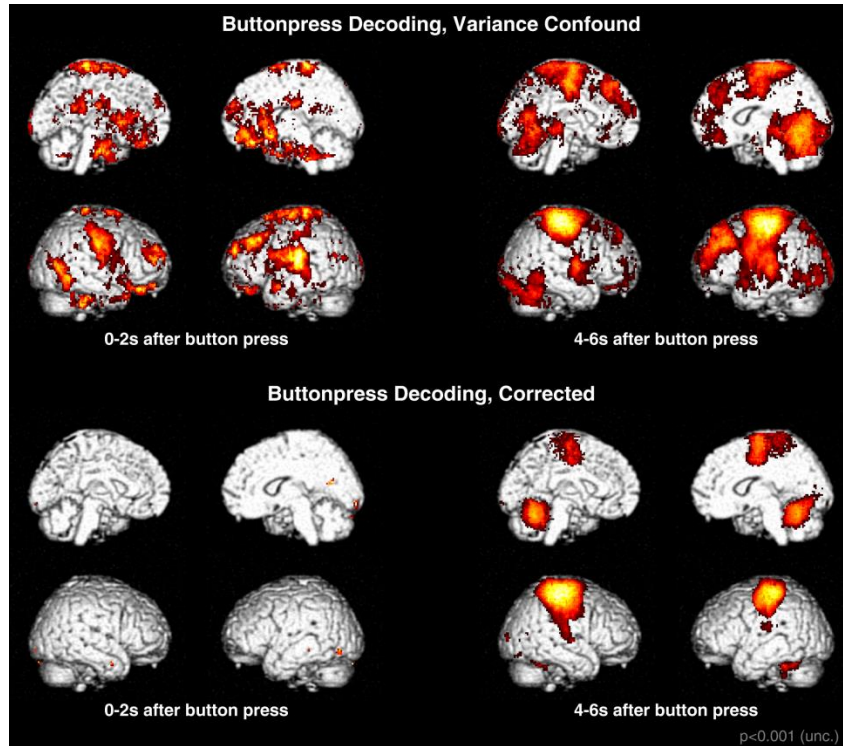 Buttonpress Decoding, Variance Confound
0-2s after button press
4-6s after button press
Buttonpress Decoding, Corrected
0-2s after button press
4-6s after button press
p<0.001 (unc.)